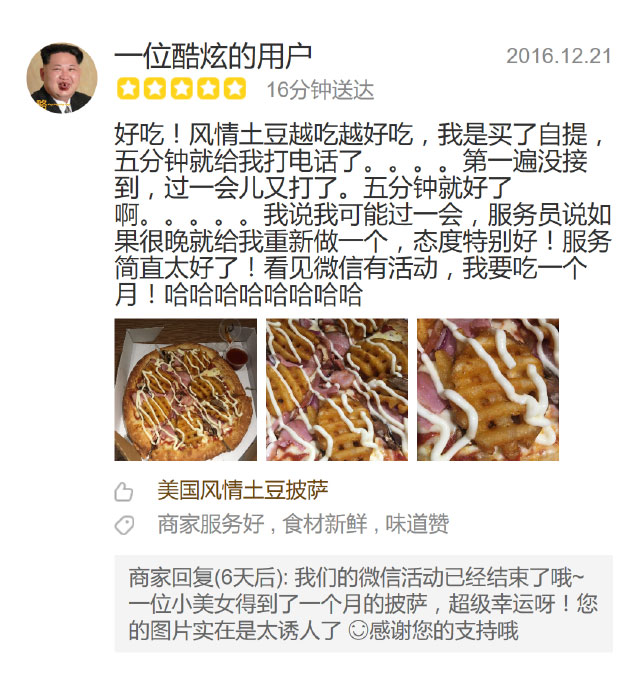 一位酷炫的用户
2016.12.21
16分钟送达
好吃！风情土豆越吃越好吃，我是买了自提，
五分钟就给我打电话了。。。。第一遍没接
到，过一会儿又打了。五分钟就好了
啊。。。。。我说我可能过一会，服务员说如
果很晚就给我重新做一个，态度特别好！服务
简直太好了！看见微信有活动，我要吃一个
月！哈哈哈哈哈哈哈哈
美国风情土豆披萨
商家服务好 , 食材新鲜 , 味道赞
商家回复(6天后): 我们的微信活动已经结束了哦~
一位小美女得到了一个月的披萨，超级幸运呀！您
的图片实在是太诱人了 ☺感谢您的支持哦